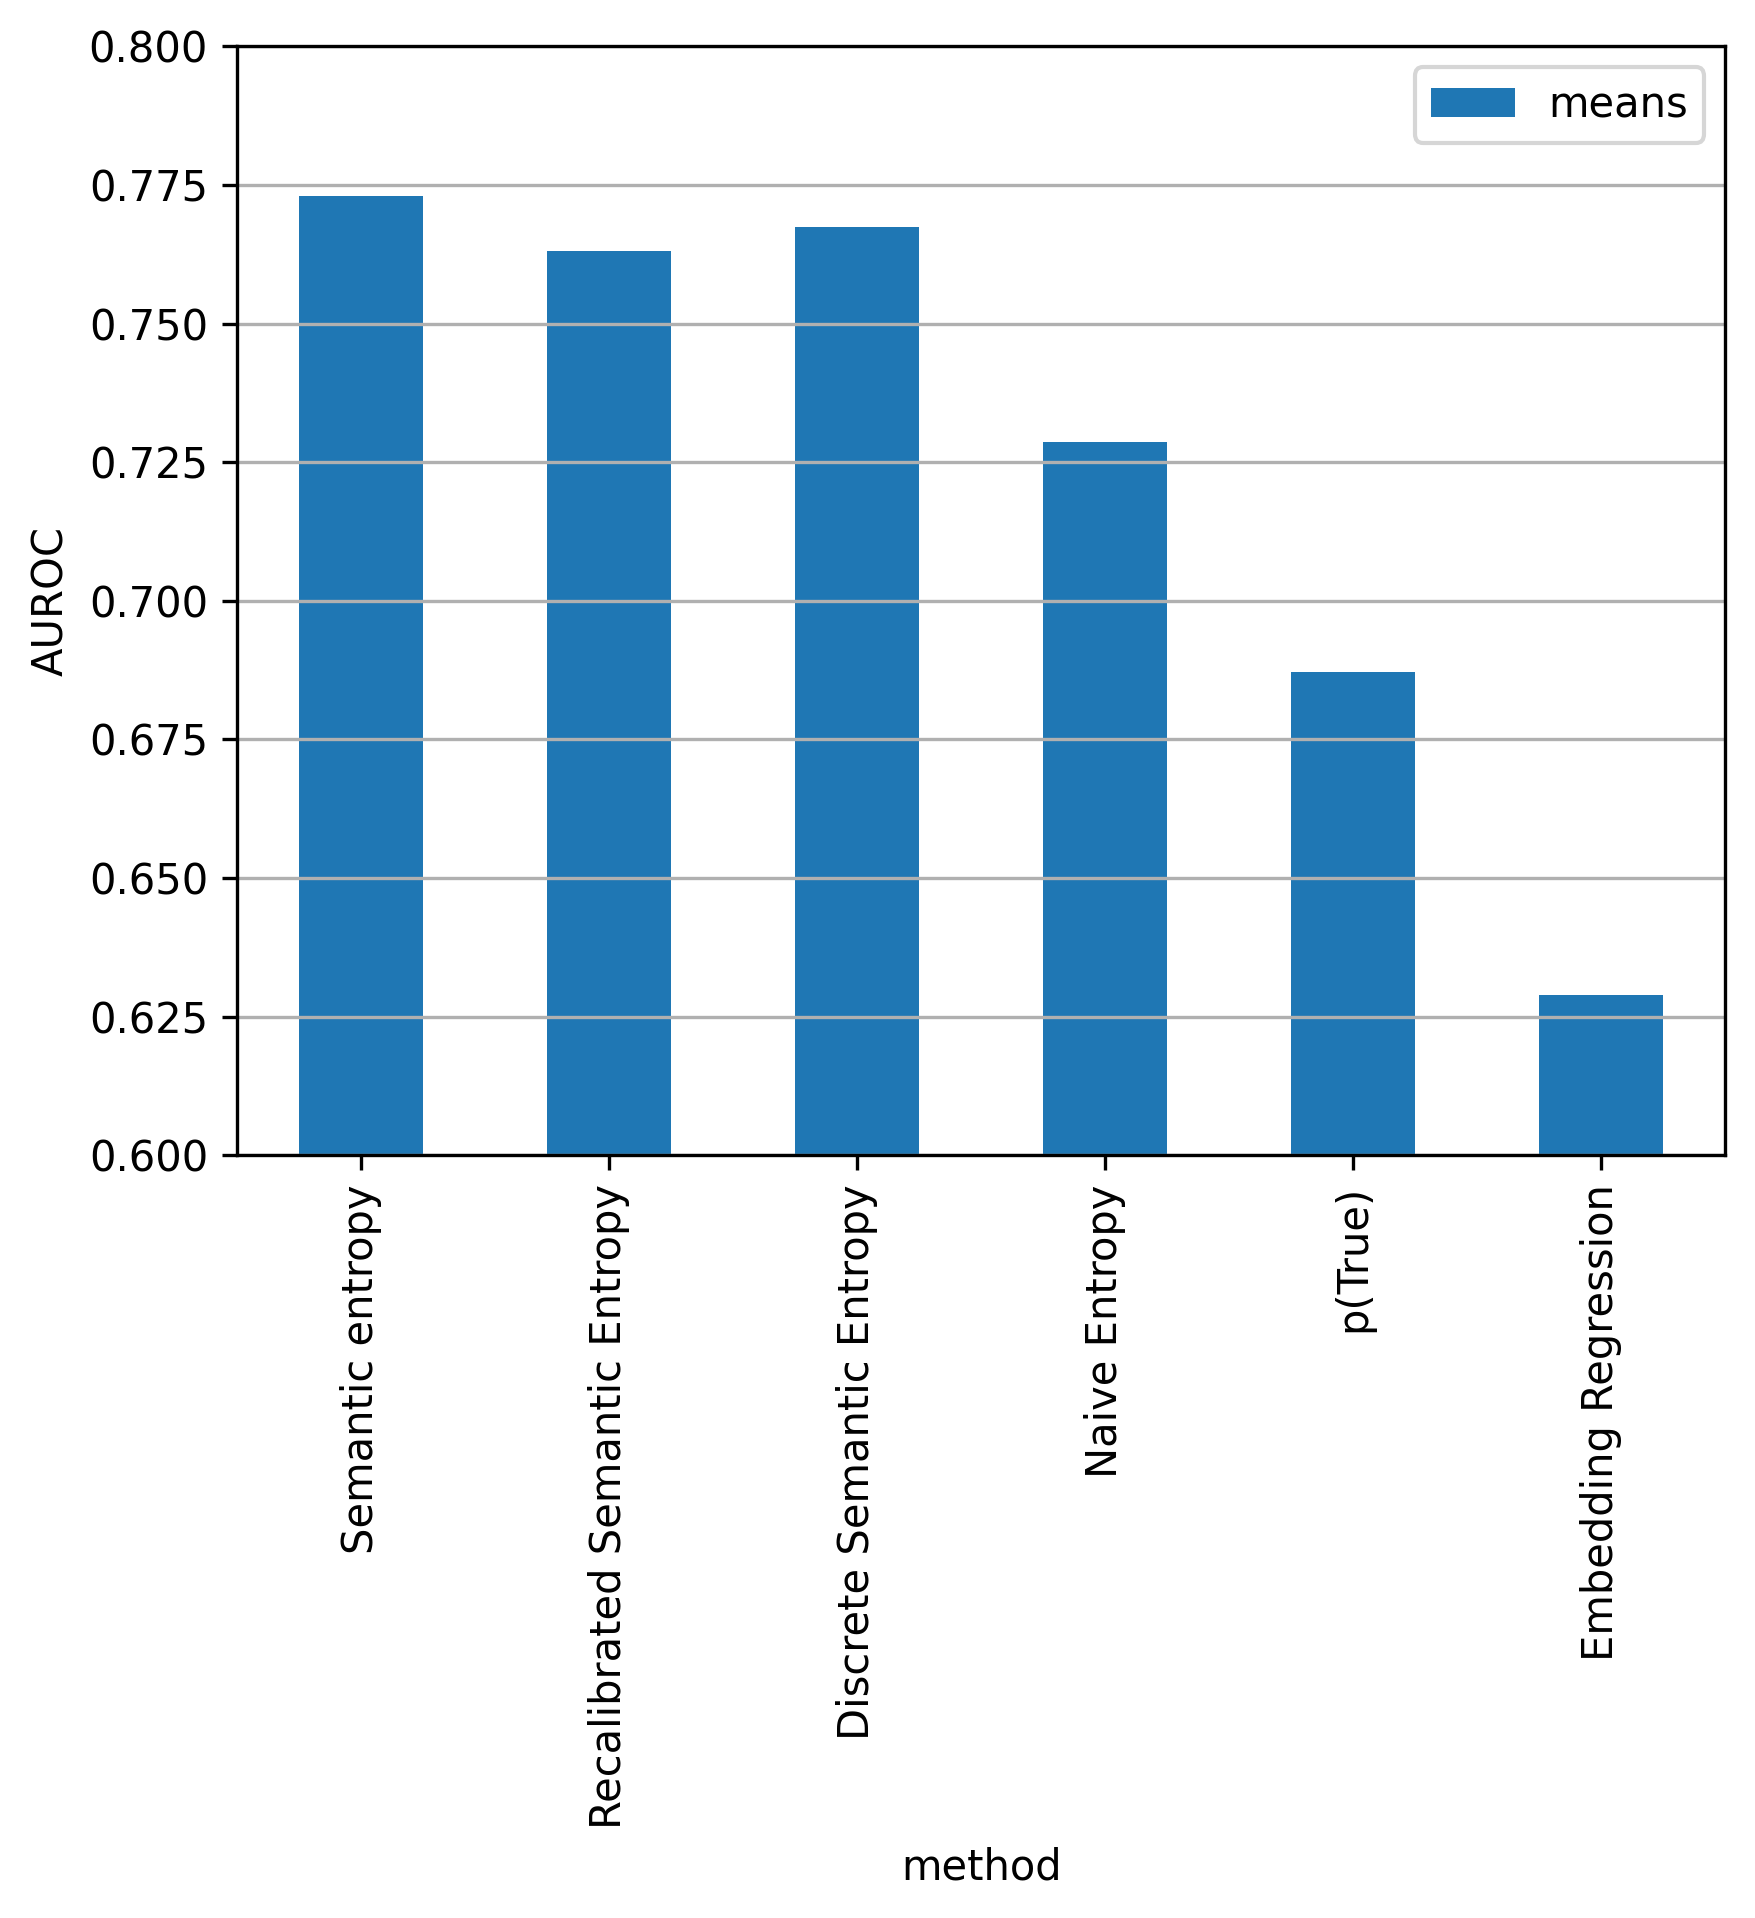 0.800
0.775
0.750
0.725
0.700
0.675
0.650
0.625
0.600
AUROC
means
Semantic entropy
Recalibrated Semantic Entropy
Discrete Semantic Entropy
Naive Entropy
p(True)
Embedding Regression
method